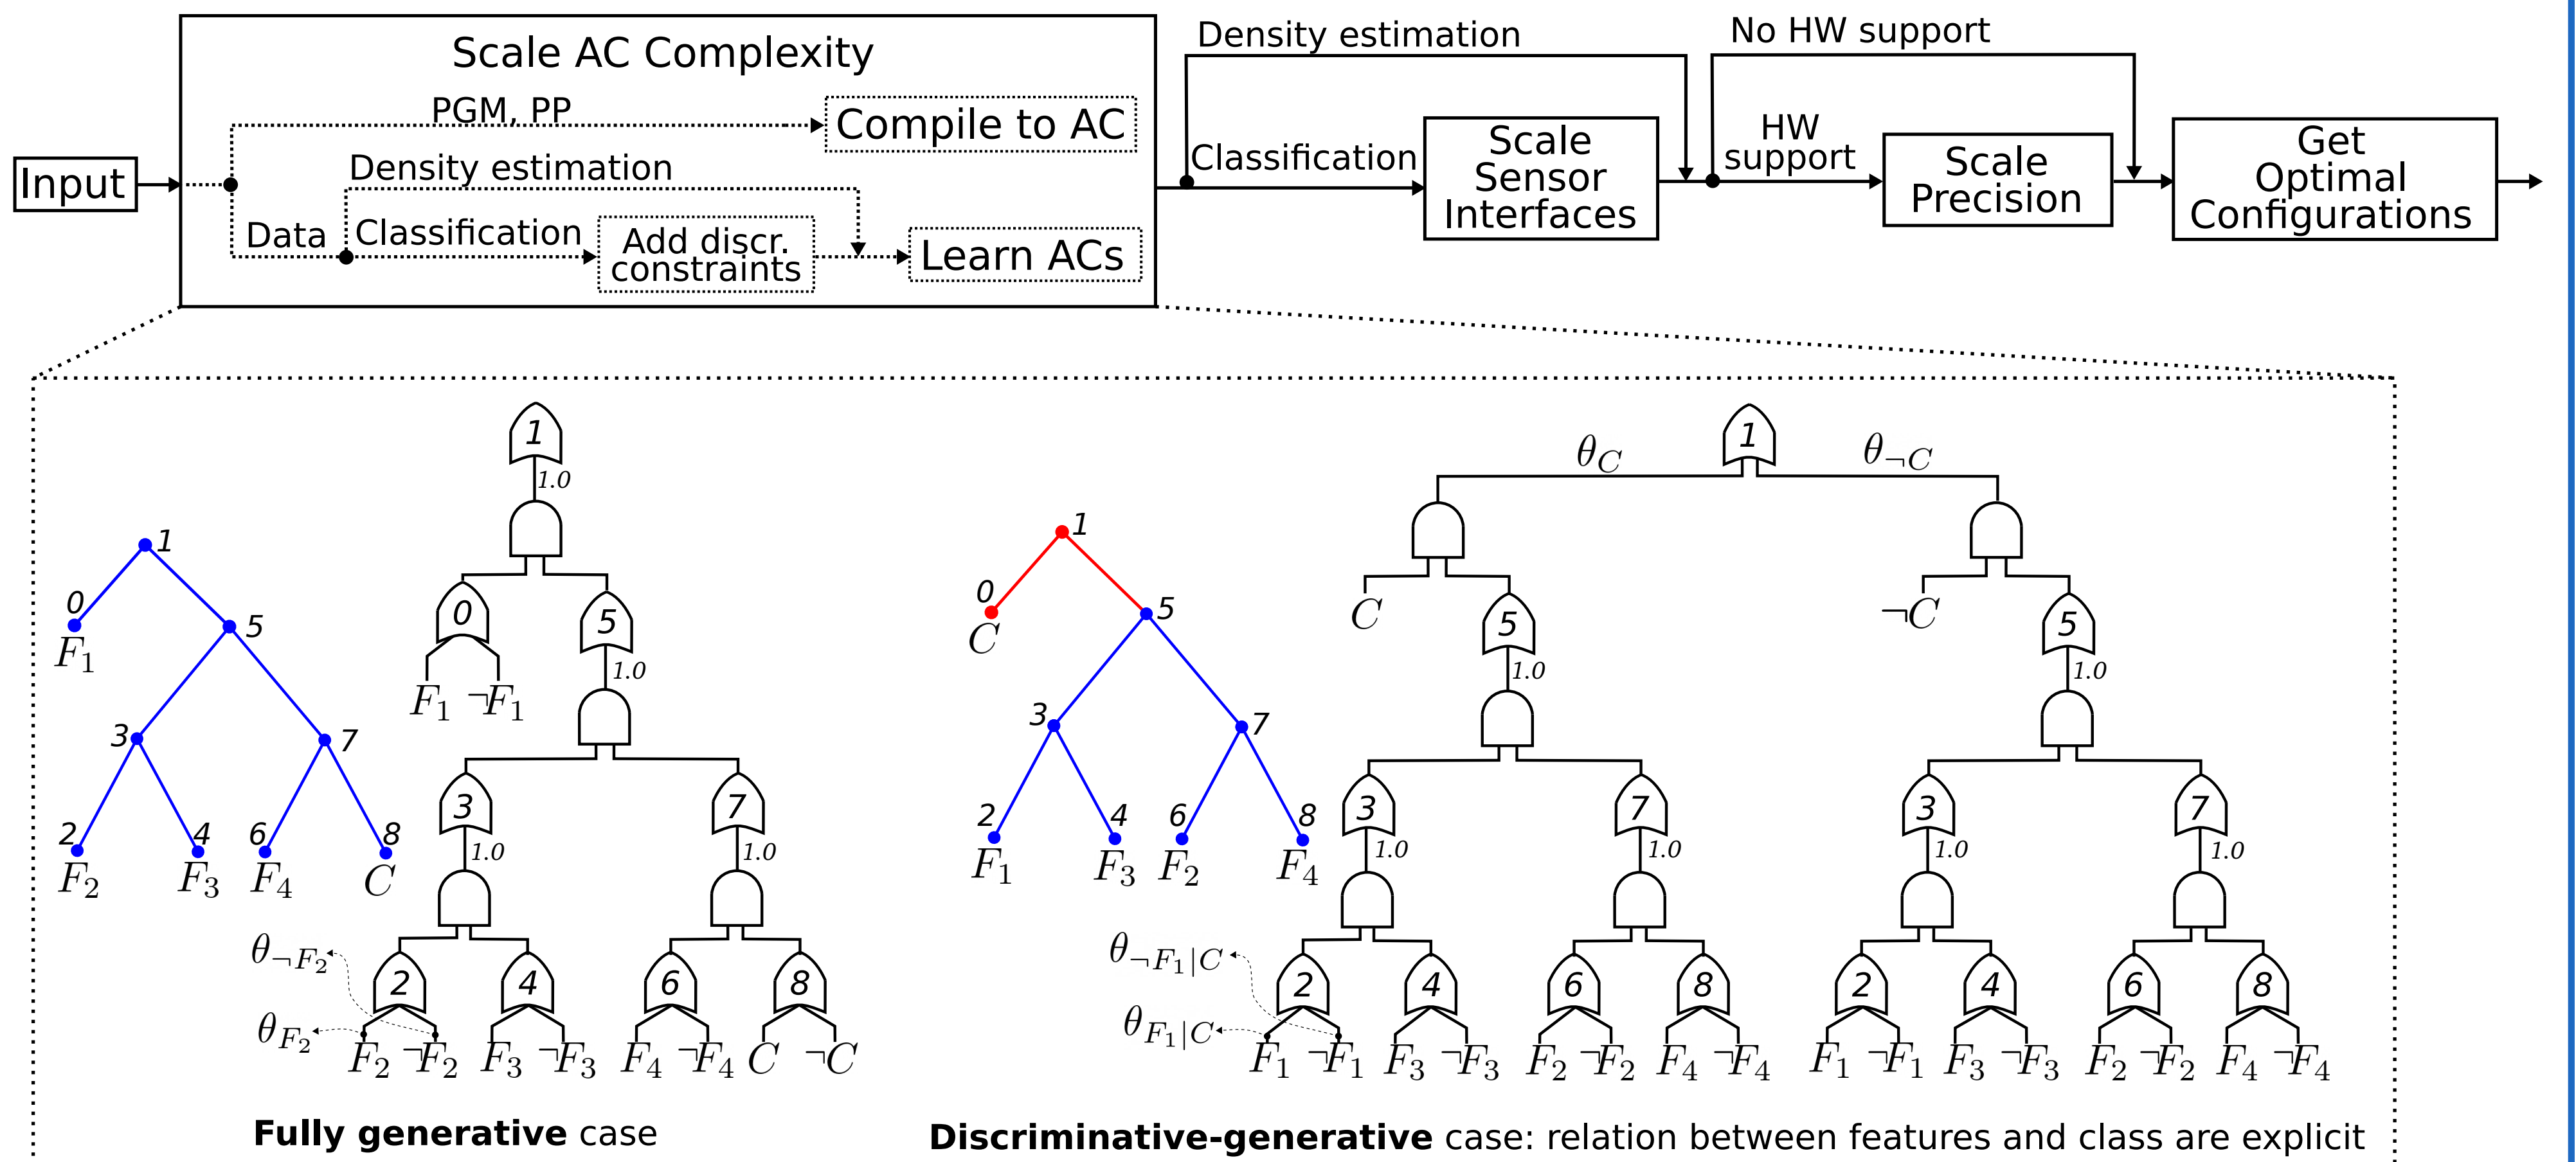 Scale AC Complexity
PGM, PP
Compile to AC
Input
Density estimation
Data
Classification
Add discr.
constraints
Learn ACs
Density estimation
Classification
Scale
Sensor
Interfaces
No HW support
HW
support
Scale
Precision
Get
Optimal
Configurations
1
0
F₁
5
3
7
2
4
6
8
F₂
F₃
F₄
C
1
1.0
0
5
F₁ ¬F₁
1.0
3
7
1.0
1.0
θ¬F₂
2
4
6
8
θF₂
F₂ ¬F₂ F₃ ¬F₃ F₄ ¬F₄ C ¬C
Fully generative case
1
0
C
5
3
7
2
4
6
8
F₁
F₃
F₂
F₄
θC
1
θ¬C
C
5
¬C
5
1.0
1.0
3
7
3
7
1.0
1.0
1.0
1.0
θ¬F₁|C
2
4
6
8
2
4
6
8
θF₁|C
F₁ ¬F₁ F₃ ¬F₃ F₂ ¬F₂ F₄ ¬F₄ F₁ ¬F₁ F₃ ¬F₃ F₂ ¬F₂ F₄ ¬F₄
Discriminative-generative case: relation between features and class are explicit